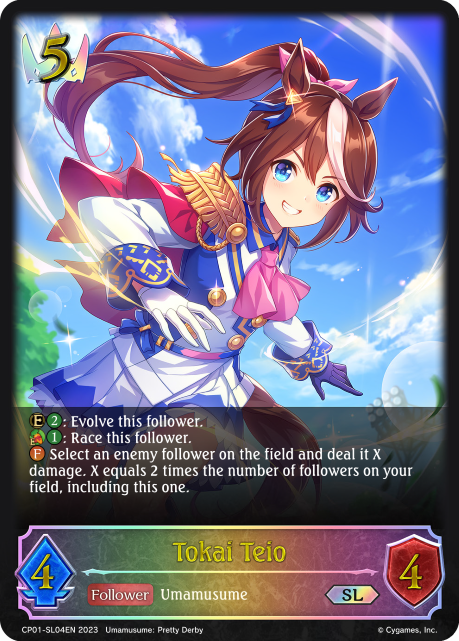 5
E 2: Evolve this follower.
1: Race this follower.
F Select an enemy follower on the field and deal it X
damage. X equals 2 times the number of followers on your
field, including this one.
Tokai Teio
4
Follower Umamusume
SL
4
CP01-SL04EN 2023 Umamusume: Pretty Derby
© Cygames, Inc.